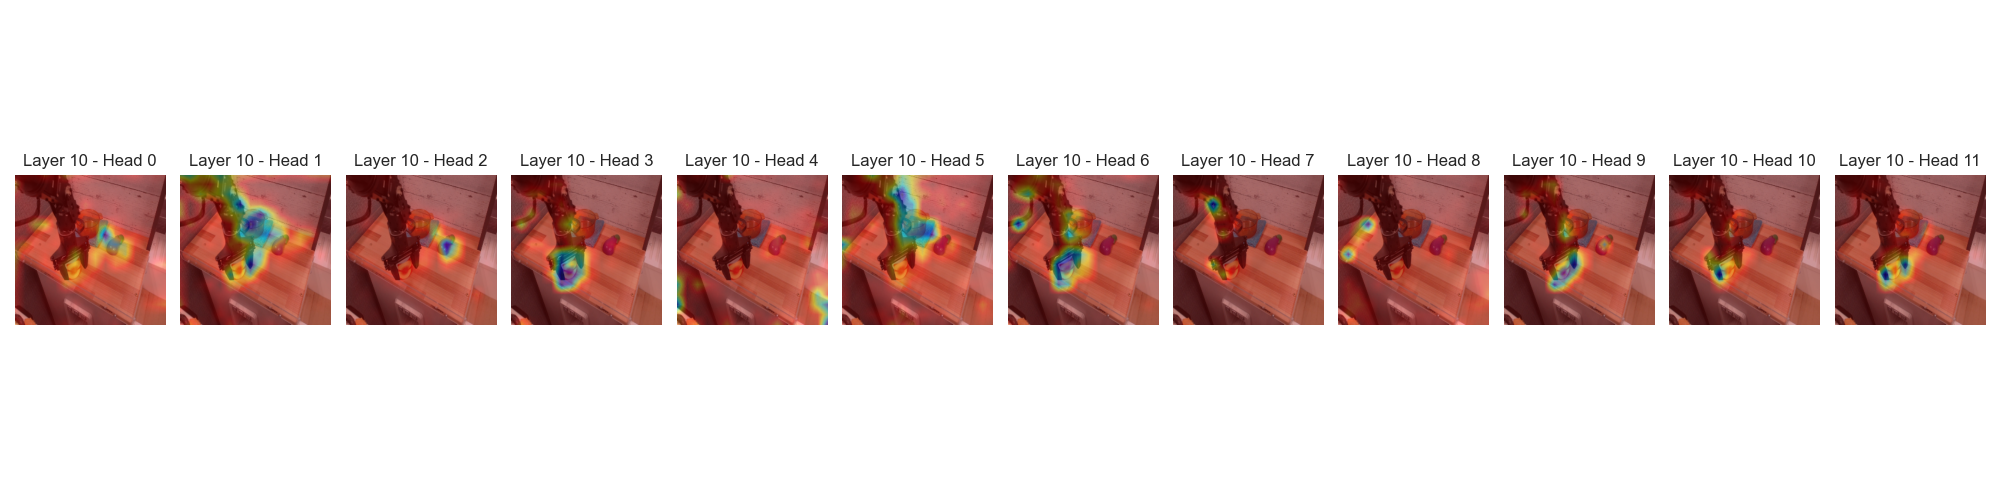 Layer 10 - Head 0
Layer 10 - Head 1
Layer 10 - Head 2
Layer 10 - Head 3
Layer 10 - Head 4
Layer 10 - Head 5
Layer 10 - Head 6
Layer 10 - Head 7
Layer 10 - Head 8
Layer 10 - Head 9
Layer 10 - Head 10
Layer 10 - Head 11